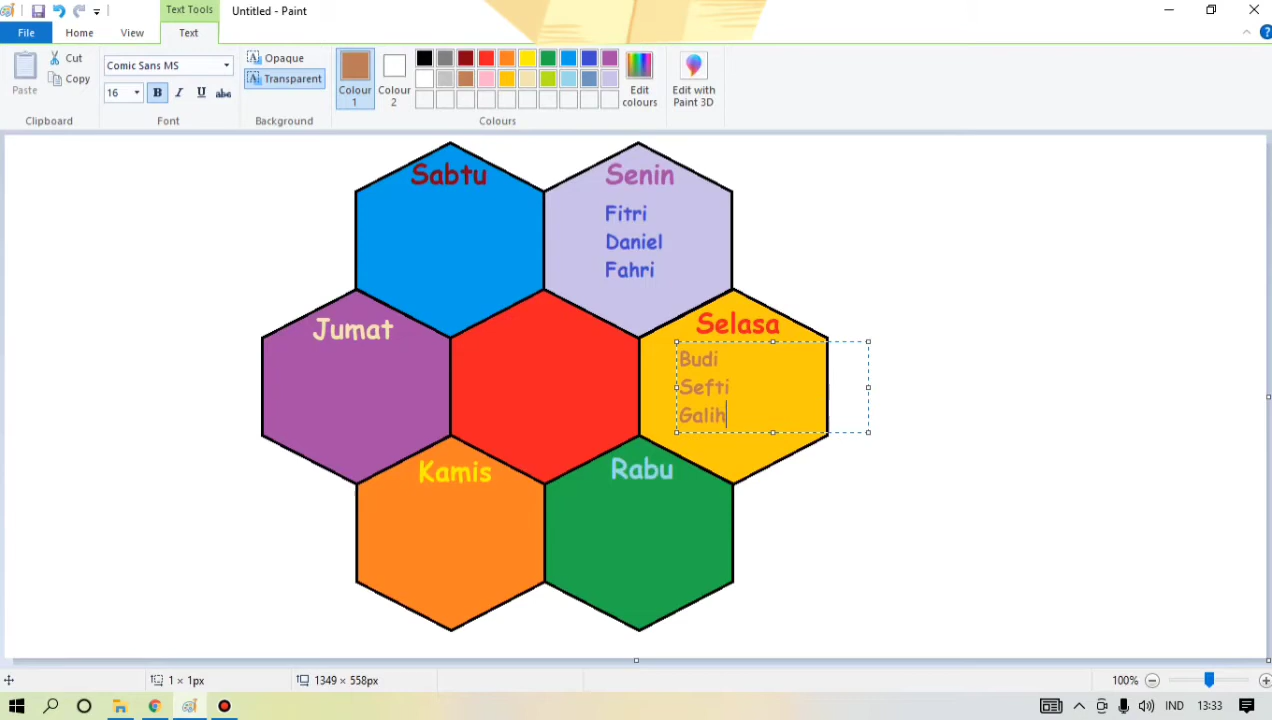 Text Tools
Untitled - Paint
File
Home
View
Text
Paste
Cut
Copy
Clipboard
Comic Sans MS
16
B
I
U
abc
Font
A Opaque
A Transparent
Background
Colour 1
Colour 2
Edit colours
Edit with Paint 3D
Colours
Sabtu
Senin
Fitri
Daniel
Fahri
Jumat
Selasa
Budi
Sefti
Galih
Kamis
Rabu
1 × 1px
1349 × 558px
100%
IND
13:33